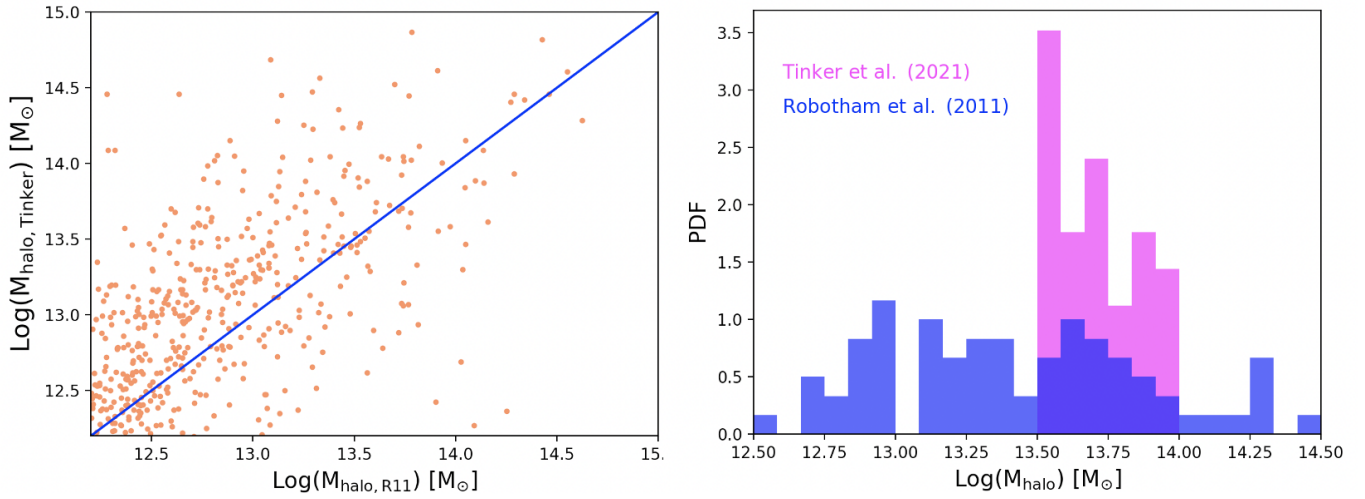 15.0
14.5
14.0
13.5
13.0
12.5
Log(M_halo, Tinker) [M_⊙]
12.5 13.0 13.5 14.0 14.5 15.
Log(M_halo, R11) [M_⊙]
3.5
3.0
2.5
2.0
1.5
1.0
0.5
0.0
PDF
Tinker et al. (2021)
Robotham et al. (2011)
12.50 12.75 13.00 13.25 13.50 13.75 14.00 14.25 14.50
Log(M_halo) [M_⊙]